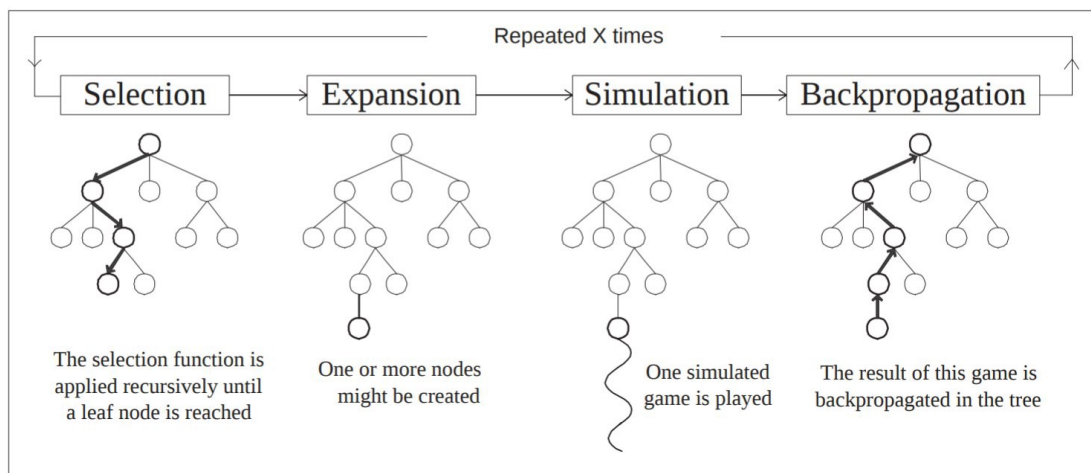 Repeated X times
Selection
Expansion
Simulation
Backpropagation
The selection function is
applied recursively until
a leaf node is reached
One or more nodes
might be created
One simulated
game is played
The result of this game is
backpropagated in the tree